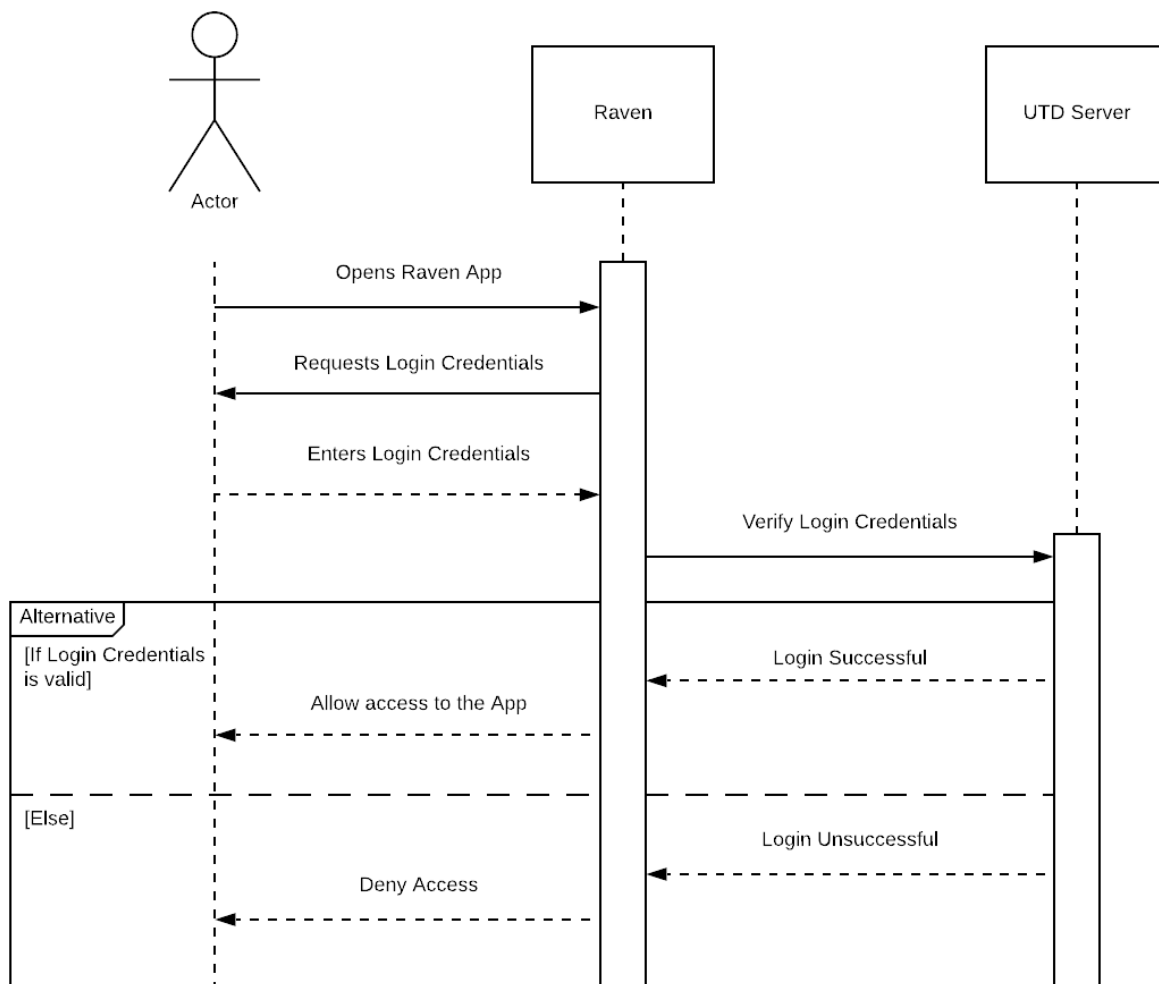 Raven
UTD Server
Actor
Opens Raven App
Requests Login Credentials
Enters Login Credentials
Verify Login Credentials
Alternative
[If Login Credentials
is valid]
Login Successful
Allow access to the App
[Else]
Login Unsuccessful
Deny Access